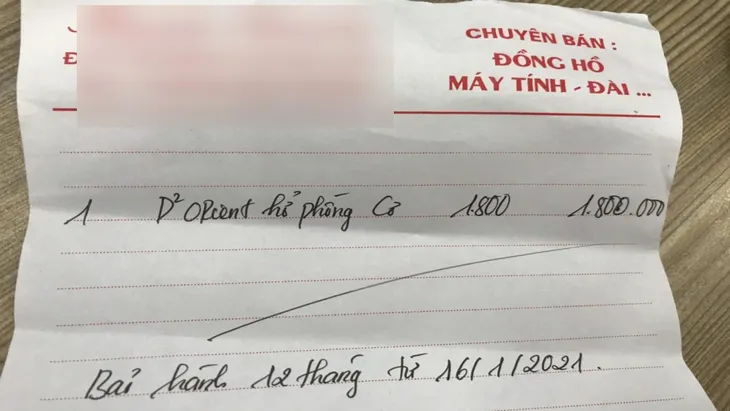 CHUYÊN BÁN :
ĐỒNG HỒ
MÁY TÍNH - ĐÀI ...
1 Đ² ORient hổ phông Cơ 1.800 1.800.000
Bảo hành 12 tháng từ 16/1/2021.